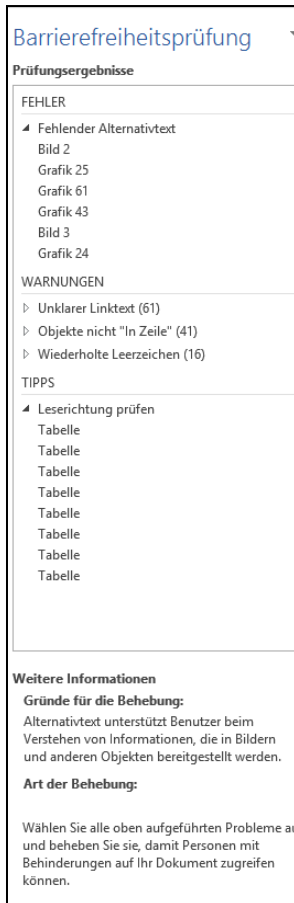 Barrierefreiheitsprüfung
Prüfungsergebnisse
FEHLER
Fehlender Alternativtext
Bild 2
Grafik 25
Grafik 61
Grafik 43
Bild 3
Grafik 24
WARNUNGEN
Unklarer Linktext (61)
Objekte nicht "In Zeile" (41)
Wiederholte Leerzeichen (16)
TIPPS
Leserichtung prüfen
Tabelle
Tabelle
Tabelle
Tabelle
Tabelle
Tabelle
Tabelle
Tabelle
Weitere Informationen
Gründe für die Behebung:
Alternativtext unterstützt Benutzer beim
Verstehen von Informationen, die in Bildern
und anderen Objekten bereitgestellt werden.
Art der Behebung:
Wählen Sie alle oben aufgeführten Probleme au
und beheben Sie sie, damit Personen mit
Behinderungen auf Ihr Dokument zugreifen
können.